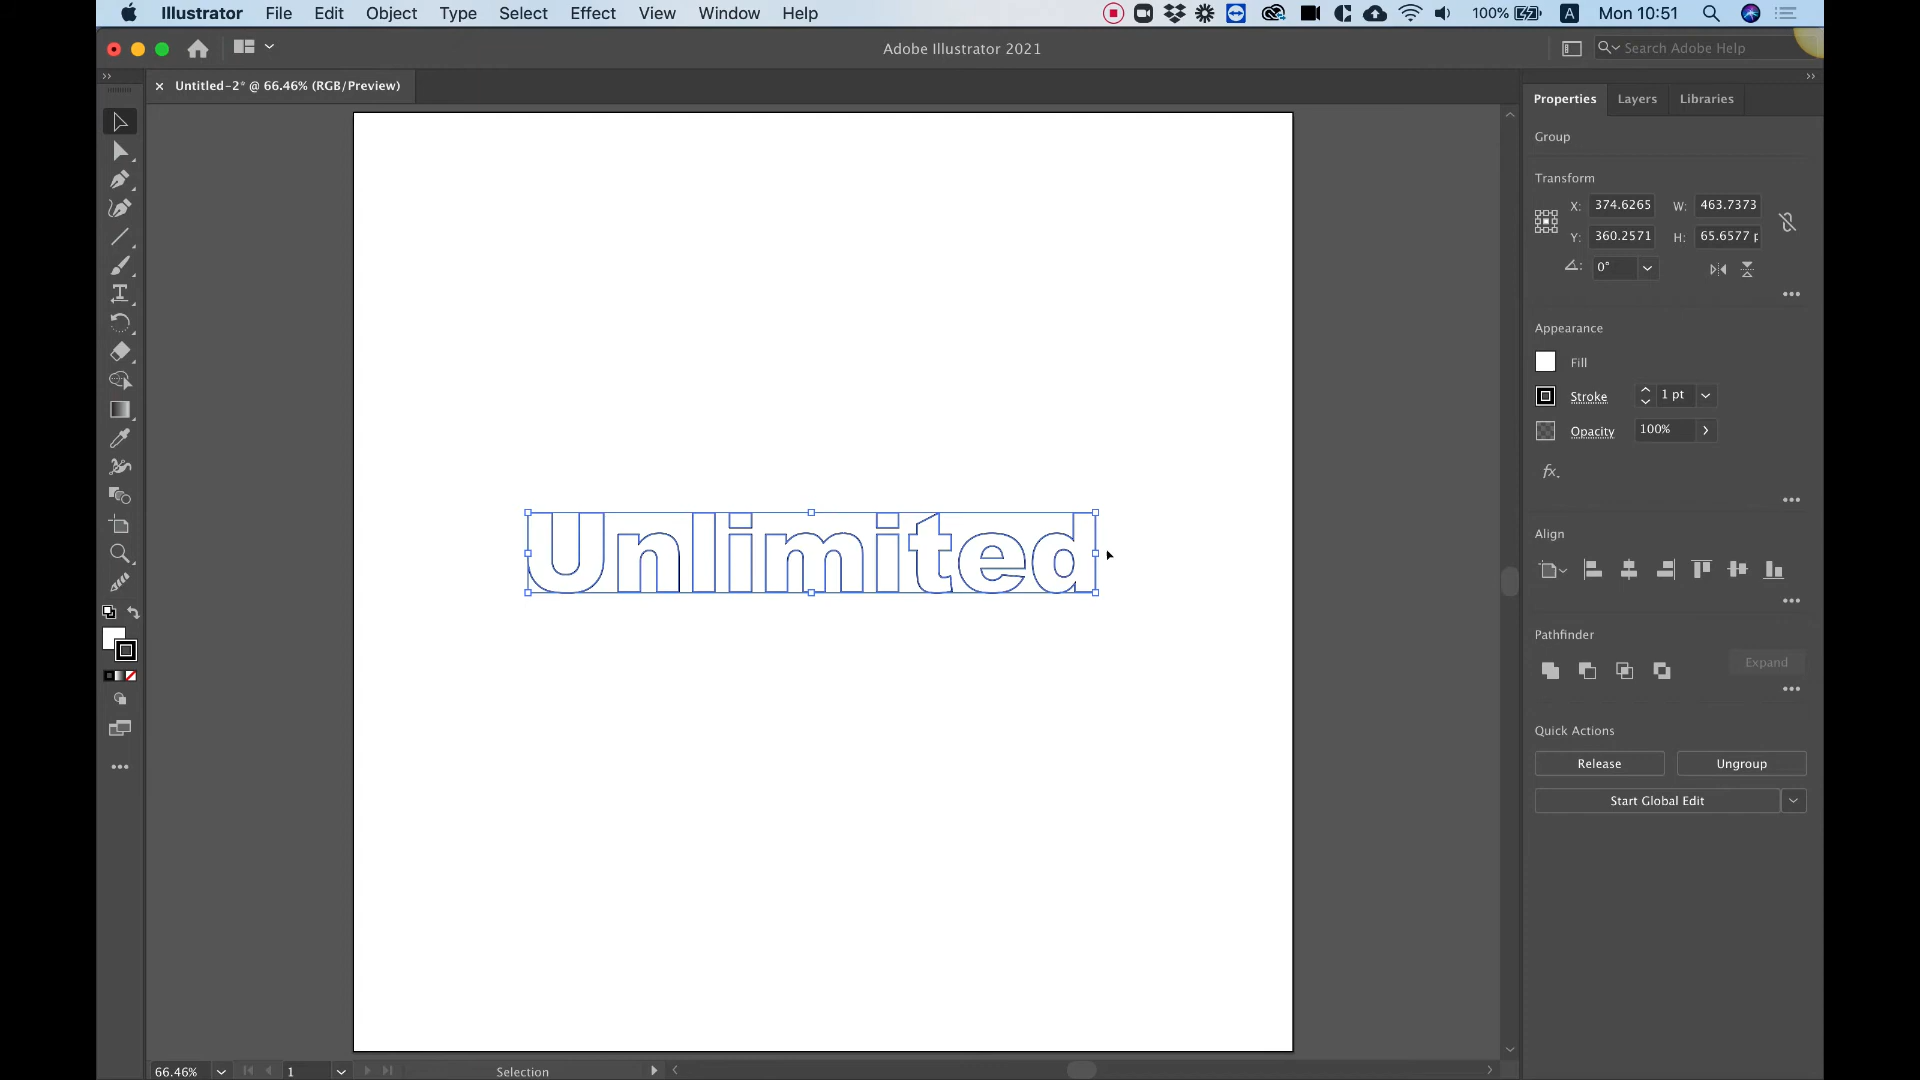 Illustrator File Edit Object Type Select Effect View Window Help 100% A Mon 10:51
Adobe Illustrator 2021
Search Adobe Help
Untitled-2* @ 66.46% (RGB/Preview)
Properties Layers Libraries
Group
Transform
X: 374.6265 W: 463.7373
Y: 360.2571 H: 65.6577 p
0°
Appearance
Fill
Stroke 1 pt
Opacity 100%
fx.
Align
Unlimited
Pathfinder
Expand
Quick Actions
Release Ungroup
Start Global Edit
66.46% 1 Selection